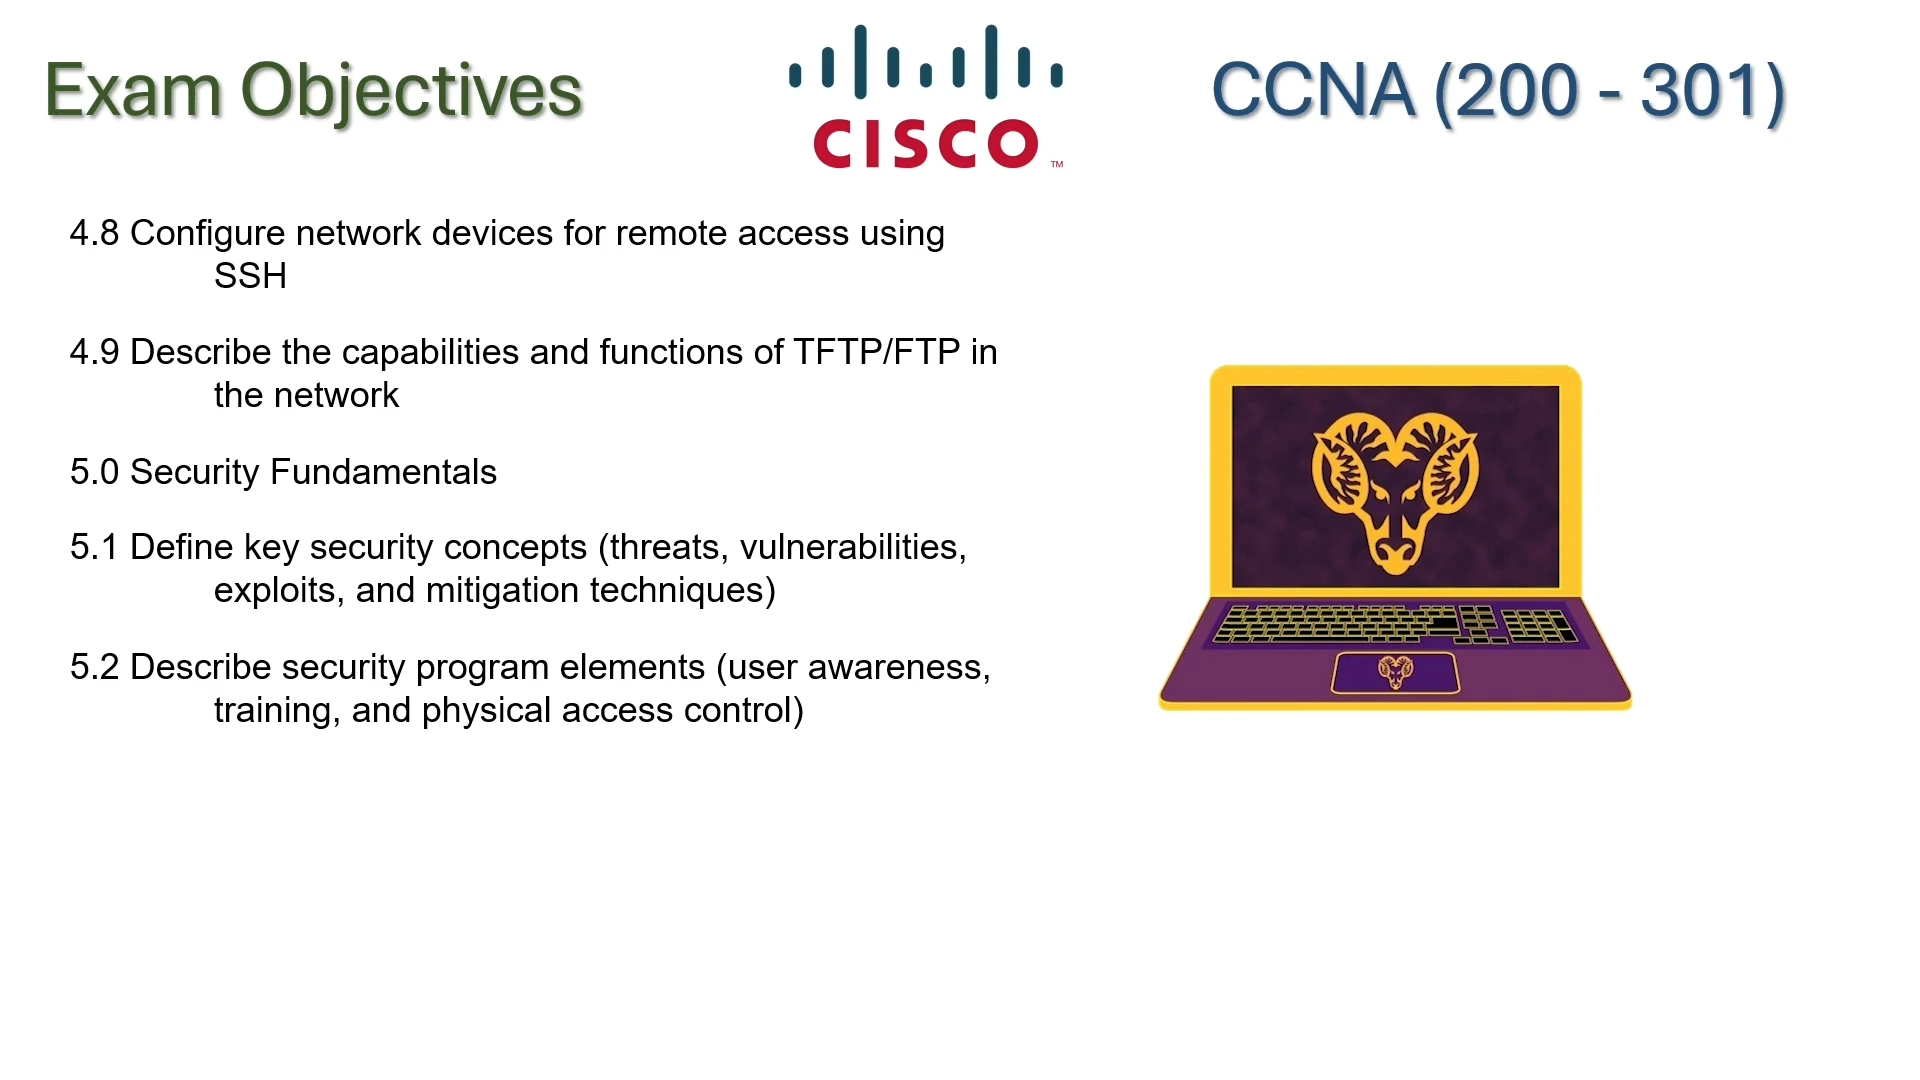 Exam Objectives
CISCO™
CCNA (200 - 301)
4.8 Configure network devices for remote access using
SSH
4.9 Describe the capabilities and functions of TFTP/FTP in
the network
5.0 Security Fundamentals
5.1 Define key security concepts (threats, vulnerabilities,
exploits, and mitigation techniques)
5.2 Describe security program elements (user awareness,
training, and physical access control)